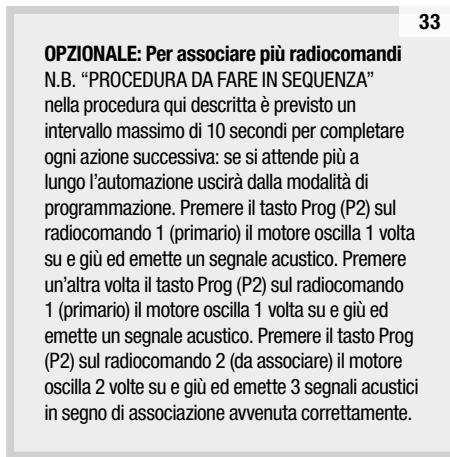 33
OPZIONALE: Per associare più radiocomandi
N.B. “PROCEDURA DA FARE IN SEQUENZA”
nella procedura qui descritta è previsto un
intervallo massimo di 10 secondi per completare
ogni azione successiva: se si attende più a
lungo l’automazione uscirà dalla modalità di
programmazione. Premere il tasto Prog (P2) sul
radiocomando 1 (primario) il motore oscilla 1 volta
su e giù ed emette un segnale acustico. Premere
un’altra volta il tasto Prog (P2) sul radiocomando
1 (primario) il motore oscilla 1 volta su e giù ed
emette un segnale acustico. Premere il tasto Prog
(P2) sul radiocomando 2 (da associare) il motore
oscilla 2 volte su e giù ed emette 3 segnali acustici
in segno di associazione avvenuta correttamente.